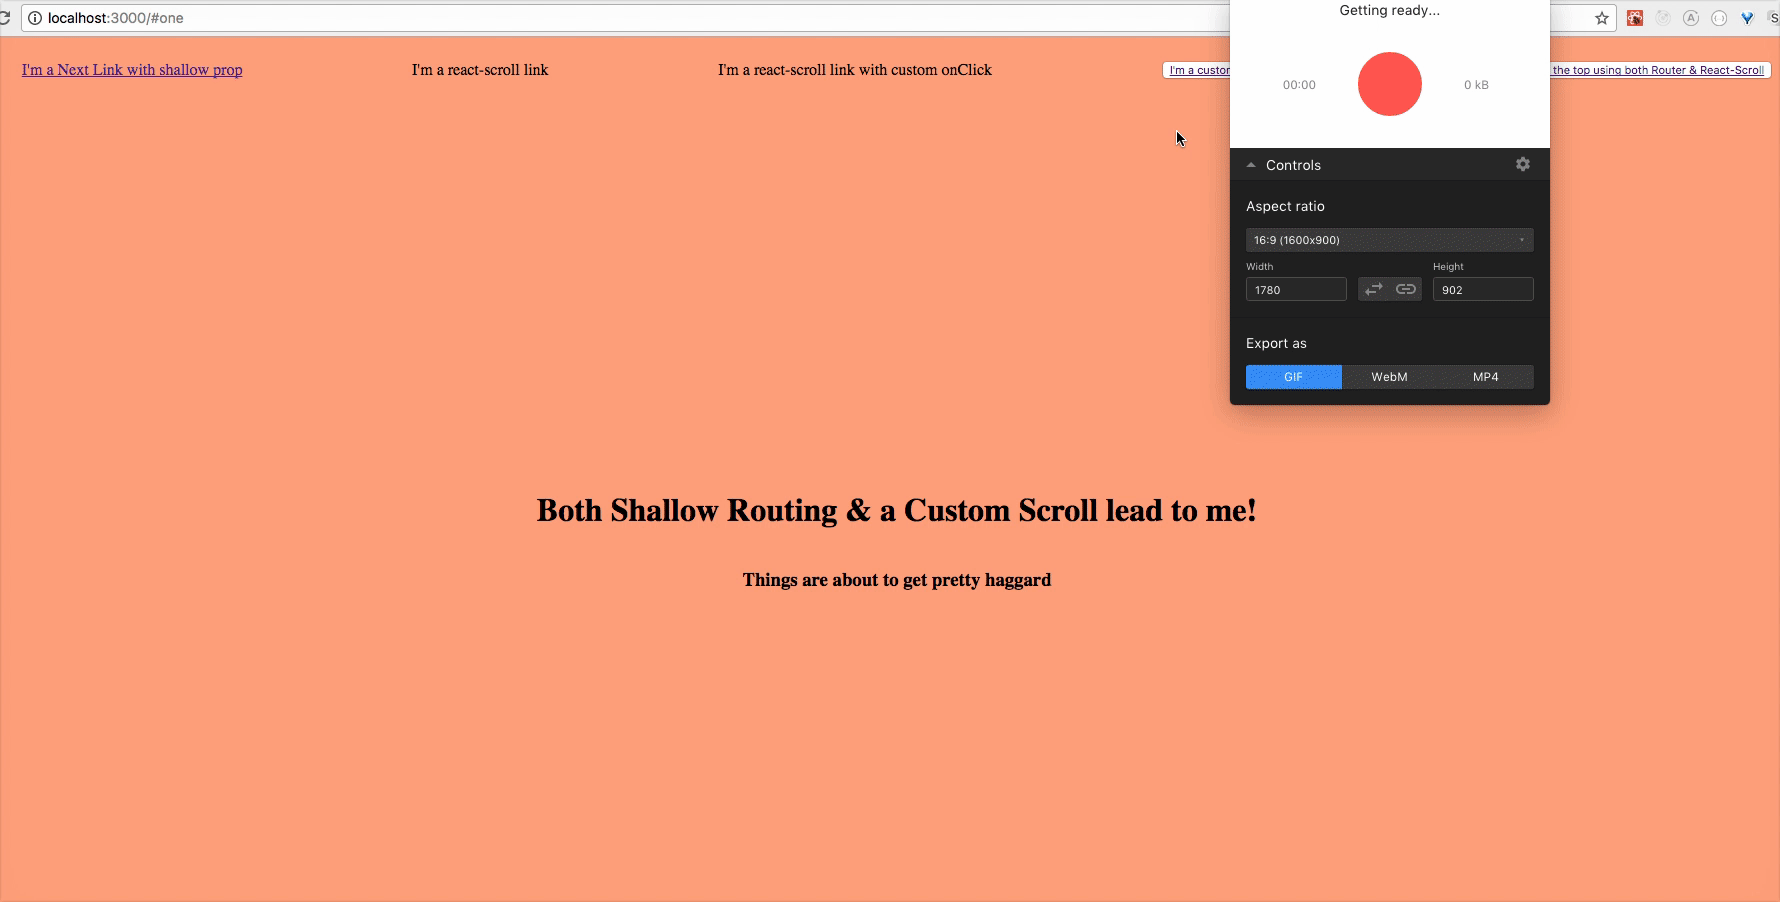 localhost:3000/#one
I'm a Next Link with shallow prop
I'm a react-scroll link
I'm a react-scroll link with custom onClick
I'm a
the top using both Router & React-Scroll
Getting ready...
00:00
0 kB
Controls
Aspect ratio
16:9 (1600x900)
Width
Height
1780
902
Export as
GIF
WebM
MP4
Both Shallow Routing & a Custom Scroll lead to me!
Things are about to get pretty haggard